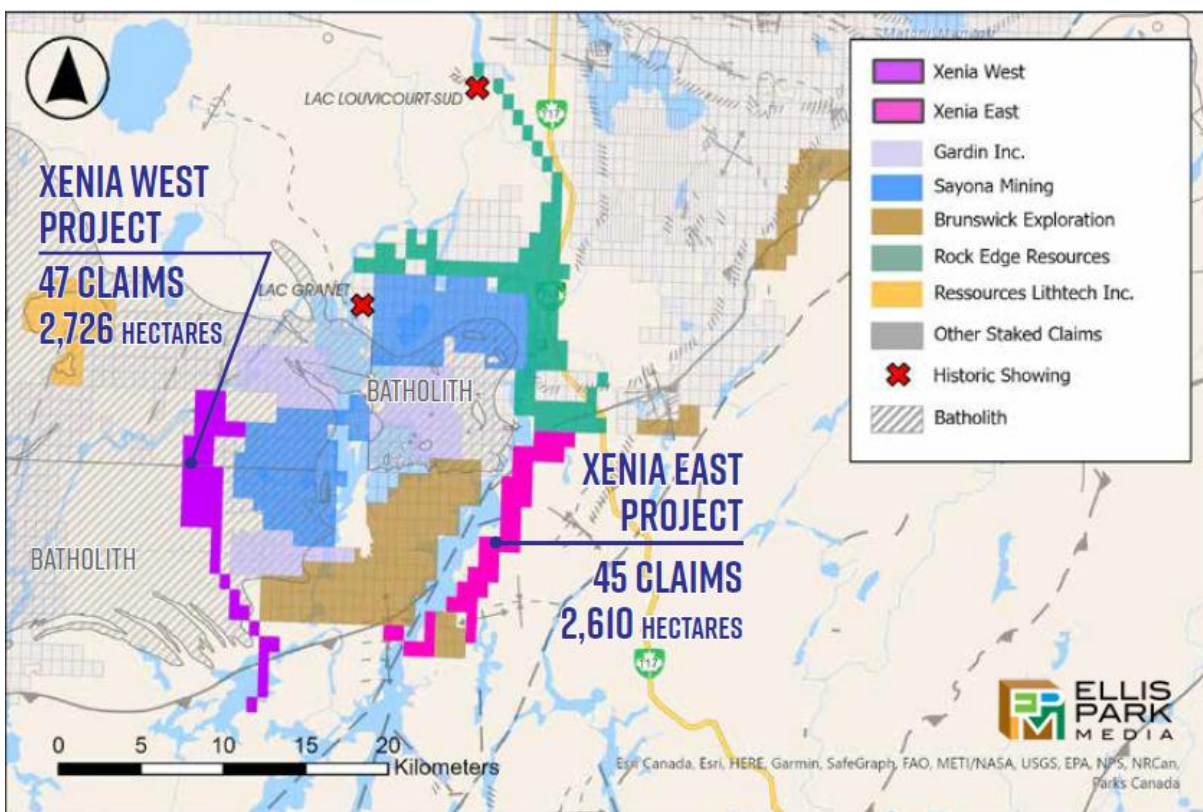 LAC LOUVICOURT-SUD
117
XENIA WEST
PROJECT
47 CLAIMS
2,726 HECTARES
LAC GRANET
BATHOLITH
BATHOLITH
XENIA EAST
PROJECT
45 CLAIMS
2,610 HECTARES
117
Xenia West
Xenia East
Gardin Inc.
Sayona Mining
Brunswick Exploration
Rock Edge Resources
Ressources Lithtech Inc.
Other Staked Claims
Historic Showing
Batholith
0 5 10 15 20
Kilometers
EPM
ELLIS
PARK
MEDIA
Esri Canada, Esri, HERE, Garmin, SafeGraph, FAO, METI/NASA, USGS, EPA, NPS, NRCan,
Parks Canada